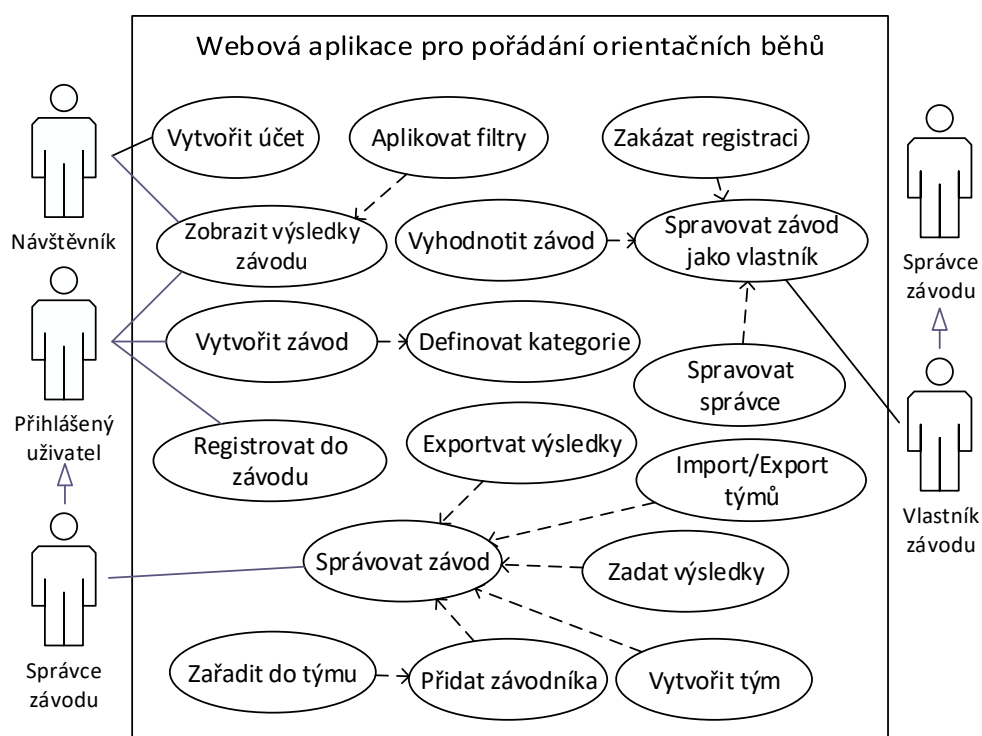 Webová aplikace pro pořádání orientačních běhů
Vytvořit účet
Aplikovat filtry
Zakázat registraci
Návštěvník
Zobrazit výsledky
závodu
Vyhodnotit závod
Spravovat závod
jako vlastník
Správce
závodu
Vytvořit závod
Definovat kategorie
Spravovat
správce
Přihlášený
uživatel
Registrovat do
závodu
Exportvat výsledky
Import/Export
týmů
Vlastník
závodu
Správovat závod
Zadat výsledky
Správce
závodu
Zařadit do týmu
Přidat závodníka
Vytvořit tým